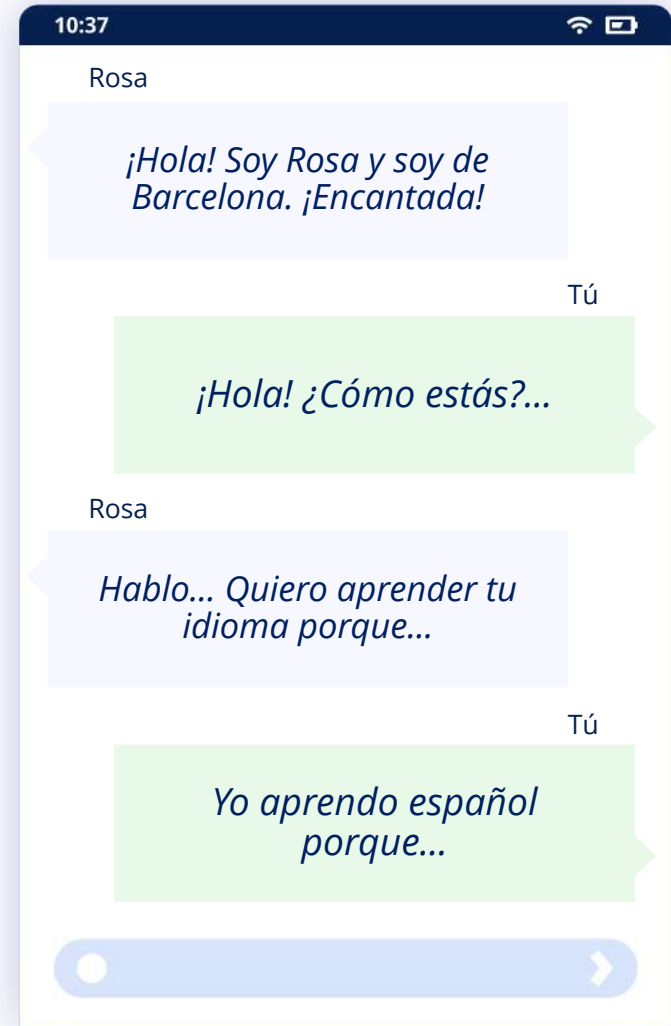 10:37
Rosa
¡Hola! Soy Rosa y soy de
Barcelona. ¡Encantada!
Tú
¡Hola! ¿Cómo estás?...
Rosa
Hablo... Quiero aprender tu
idioma porque...
Tú
Yo aprendo español
porque...